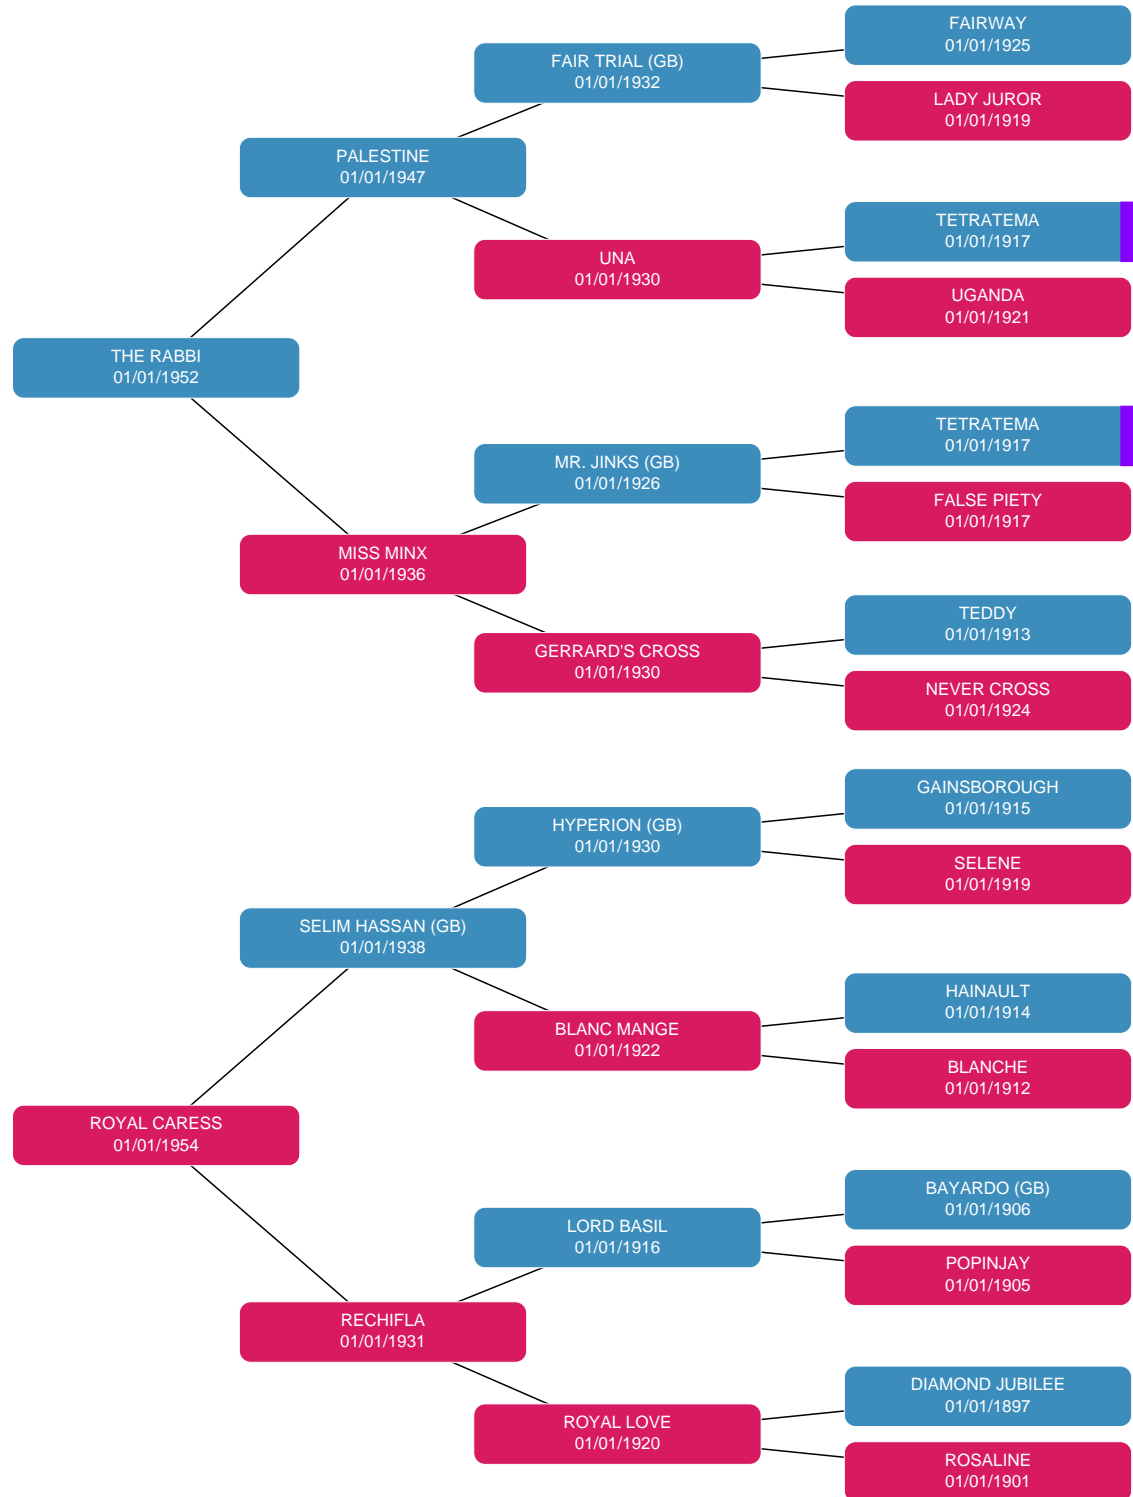 FAIRWAY
01/01/1925
FAIR TRIAL (GB)
01/01/1932
LADY JUROR
01/01/1919
PALESTINE
01/01/1947
TETRATEMA
01/01/1917
UNA
01/01/1930
UGANDA
01/01/1921
THE RABBI
01/01/1952
TETRATEMA
01/01/1917
MR. JINKS (GB)
01/01/1926
FALSE PIETY
01/01/1917
MISS MINX
01/01/1936
TEDDY
01/01/1913
GERRARD'S CROSS
01/01/1930
NEVER CROSS
01/01/1924
GAINSBOROUGH
01/01/1915
HYPERION (GB)
01/01/1930
SELENE
01/01/1919
SELIM HASSAN (GB)
01/01/1938
HAINAULT
01/01/1914
BLANC MANGE
01/01/1922
BLANCHE
01/01/1912
ROYAL CARESS
01/01/1954
BAYARDO (GB)
01/01/1906
LORD BASIL
01/01/1916
POPINJAY
01/01/1905
RECHIFLA
01/01/1931
DIAMOND JUBILEE
01/01/1897
ROYAL LOVE
01/01/1920
ROSALINE
01/01/1901